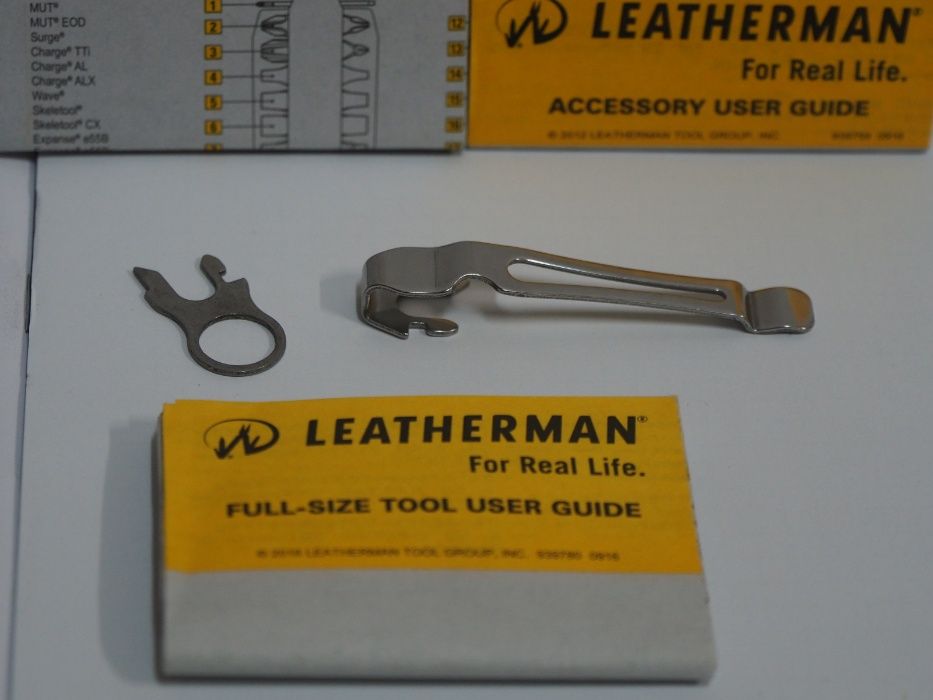 MUT®
MUT® EOD
Surge®
Charge® TTi
Charge® AL
Charge® ALX
Wave®
Skeletool®
Skeletool® CX
Expanse® e55B
1
2
3
4
5
6
12
13
14
15
16
LEATHERMAN®
For Real Life.
ACCESSORY USER GUIDE
© 2012 LEATHERMAN TOOL GROUP, INC.
LEATHERMAN®
For Real Life.
FULL-SIZE TOOL USER GUIDE
LEATHERMAN TOOL GROUP, INC. 939780 0916